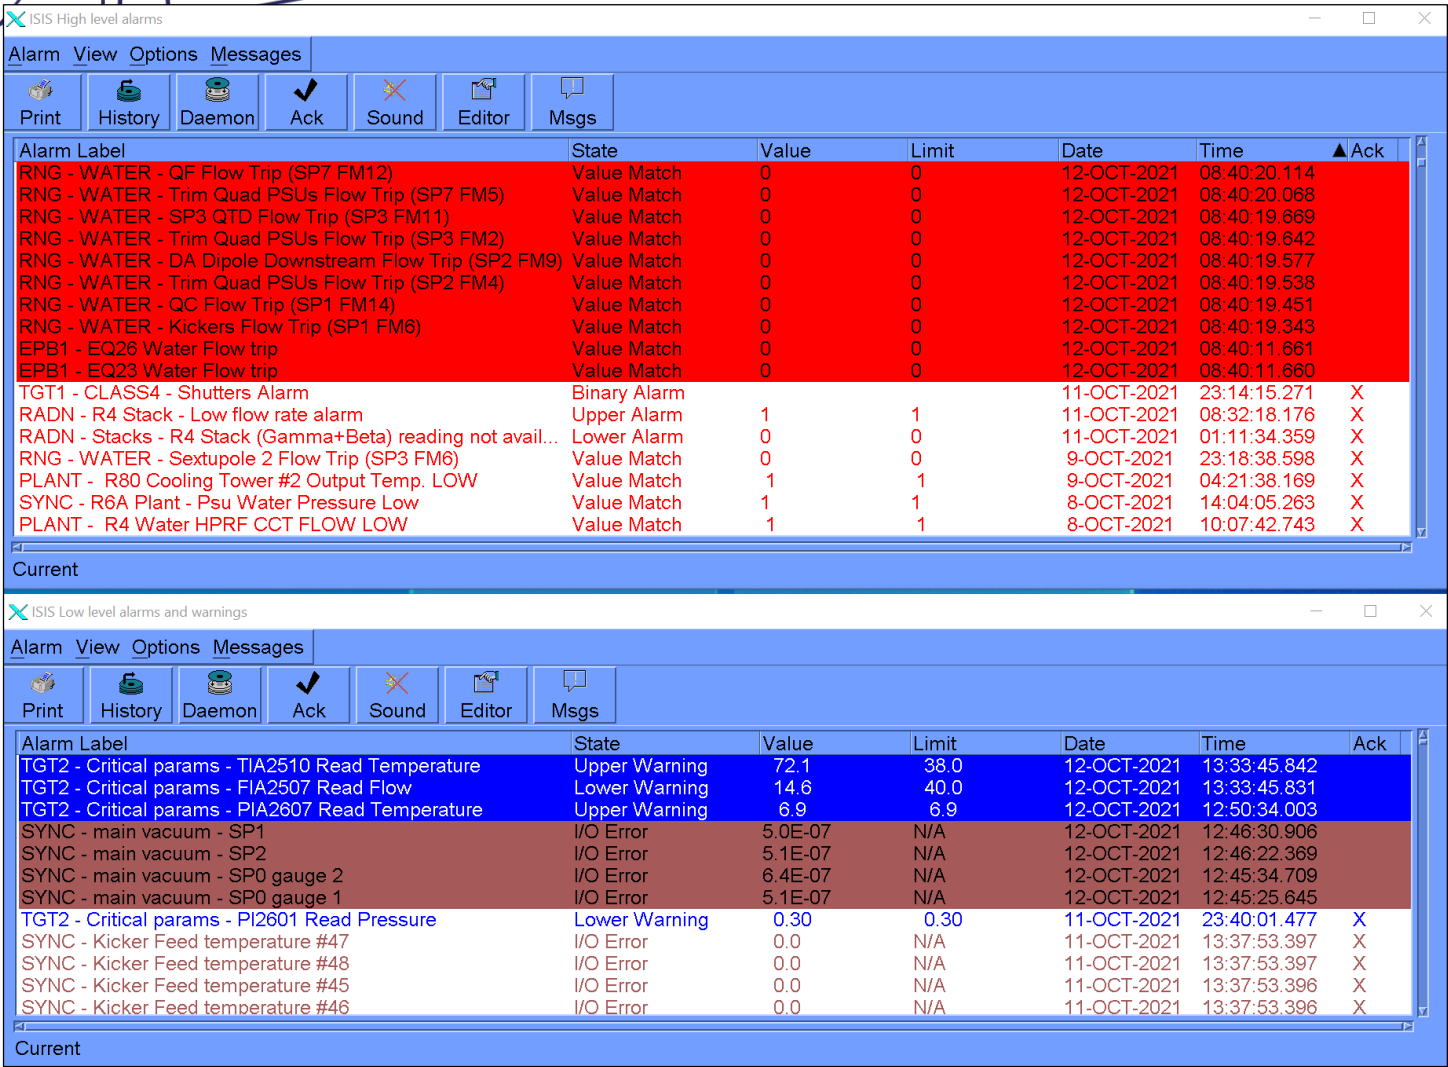 ISIS High level alarms
Alarm View Options Messages
Print History Daemon Ack Sound Editor Msgs
Alarm Label State Value Limit Date Time Ack
RNG - WATER - QF Flow Trip (SP7 FM12) Value Match 0 0 12-OCT-2021 08:40:20.114
RNG - WATER - Trim Quad PSUs Flow Trip (SP7 FM5) Value Match 0 0 12-OCT-2021 08:40:20.068
RNG - WATER - SP3 QTD Flow Trip (SP3 FM11) Value Match 0 0 12-OCT-2021 08:40:19.669
RNG - WATER - Trim Quad PSUs Flow Trip (SP3 FM2) Value Match 0 0 12-OCT-2021 08:40:19.642
RNG - WATER - DA Dipole Downstream Flow Trip (SP2 FM9) Value Match 0 0 12-OCT-2021 08:40:19.577
RNG - WATER - Trim Quad PSUs Flow Trip (SP2 FM4) Value Match 0 0 12-OCT-2021 08:40:19.538
RNG - WATER - QC Flow Trip (SP1 FM14) Value Match 0 0 12-OCT-2021 08:40:19.451
RNG - WATER - Kickers Flow Trip (SP1 FM6) Value Match 0 0 12-OCT-2021 08:40:19.343
EPB1 - EQ26 Water Flow trip Value Match 0 0 12-OCT-2021 08:40:11.661
EPB1 - EQ23 Water Flow trip Value Match 0 0 12-OCT-2021 08:40:11.660
TGT1 - CLASS4 - Shutters Alarm Binary Alarm 11-OCT-2021 23:14:15.271 X
RADN - R4 Stack - Low flow rate alarm Upper Alarm 1 1 11-OCT-2021 08:32:18.176 X
RADN - Stacks - R4 Stack (Gamma+Beta) reading not avail... Lower Alarm 0 0 11-OCT-2021 01:11:34.359 X
RNG - WATER - Sextupole 2 Flow Trip (SP3 FM6) Value Match 0 0 9-OCT-2021 23:18:38.598 X
PLANT - R80 Cooling Tower #2 Output Temp. LOW Value Match 1 1 9-OCT-2021 04:21:38.169 X
SYNC - R6A Plant - Psu Water Pressure Low Value Match 1 1 8-OCT-2021 14:04:05.263 X
PLANT - R4 Water HPRF CCT FLOW LOW Value Match 1 1 8-OCT-2021 10:07:42.743 X
Current
ISIS Low level alarms and warnings
Alarm View Options Messages
Print History Daemon Ack Sound Editor Msgs
Alarm Label State Value Limit Date Time Ack
TGT2 - Critical params - TIA2510 Read Temperature Upper Warning 72.1 38.0 12-OCT-2021 13:33:45.842
TGT2 - Critical params - FIA2507 Read Flow Lower Warning 14.6 40.0 12-OCT-2021 13:33:45.831
TGT2 - Critical params - PIA2607 Read Temperature Upper Warning 6.9 6.9 12-OCT-2021 12:50:34.003
SYNC - main vacuum - SP1 I/O Error 5.0E-07 N/A 12-OCT-2021 12:46:30.906
SYNC - main vacuum - SP2 I/O Error 5.1E-07 N/A 12-OCT-2021 12:46:22.369
SYNC - main vacuum - SP0 gauge 2 I/O Error 6.4E-07 N/A 12-OCT-2021 12:45:34.709
SYNC - main vacuum - SP0 gauge 1 I/O Error 5.1E-07 N/A 12-OCT-2021 12:45:25.645
TGT2 - Critical params - PI2601 Read Pressure Lower Warning 0.30 0.30 11-OCT-2021 23:40:01.477 X
SYNC - Kicker Feed temperature #47 I/O Error 0.0 N/A 11-OCT-2021 13:37:53.397 X
SYNC - Kicker Feed temperature #48 I/O Error 0.0 N/A 11-OCT-2021 13:37:53.397 X
SYNC - Kicker Feed temperature #45 I/O Error 0.0 N/A 11-OCT-2021 13:37:53.396 X
SYNC - Kicker Feed temperature #46 I/O Error 0.0 N/A 11-OCT-2021 13:37:53.396 X
Current